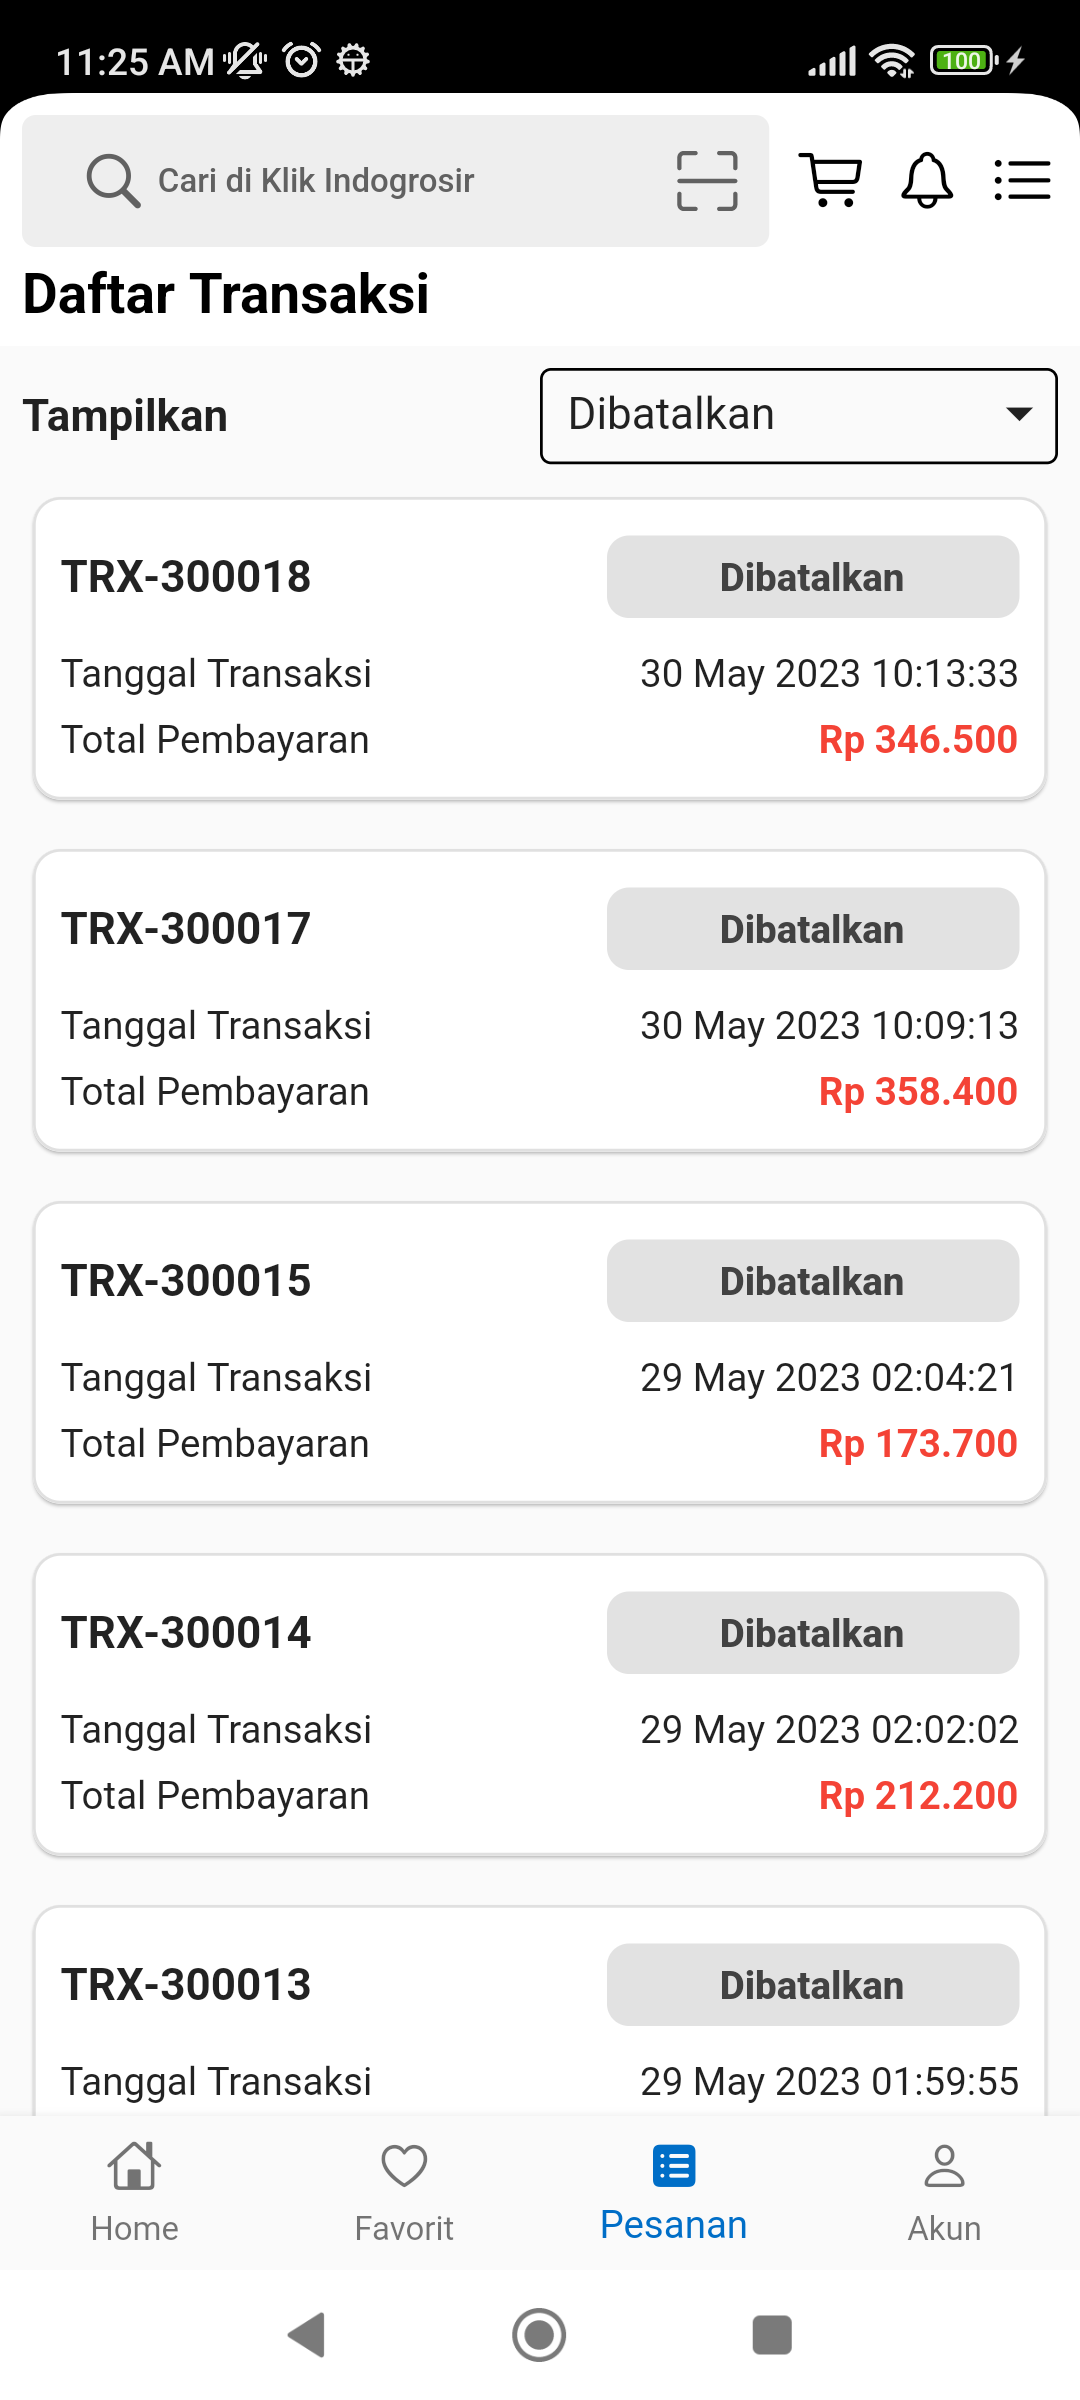 11:25 AM
100
Cari di Klik Indogrosir
Daftar Transaksi
Tampilkan
Dibatalkan
TRX-300018
Dibatalkan
Tanggal Transaksi
30 May 2023 10:13:33
Total Pembayaran
Rp 346.500
TRX-300017
Dibatalkan
Tanggal Transaksi
30 May 2023 10:09:13
Total Pembayaran
Rp 358.400
TRX-300015
Dibatalkan
Tanggal Transaksi
29 May 2023 02:04:21
Total Pembayaran
Rp 173.700
TRX-300014
Dibatalkan
Tanggal Transaksi
29 May 2023 02:02:02
Total Pembayaran
Rp 212.200
TRX-300013
Dibatalkan
Tanggal Transaksi
29 May 2023 01:59:55
Home
Favorit
Pesanan
Akun